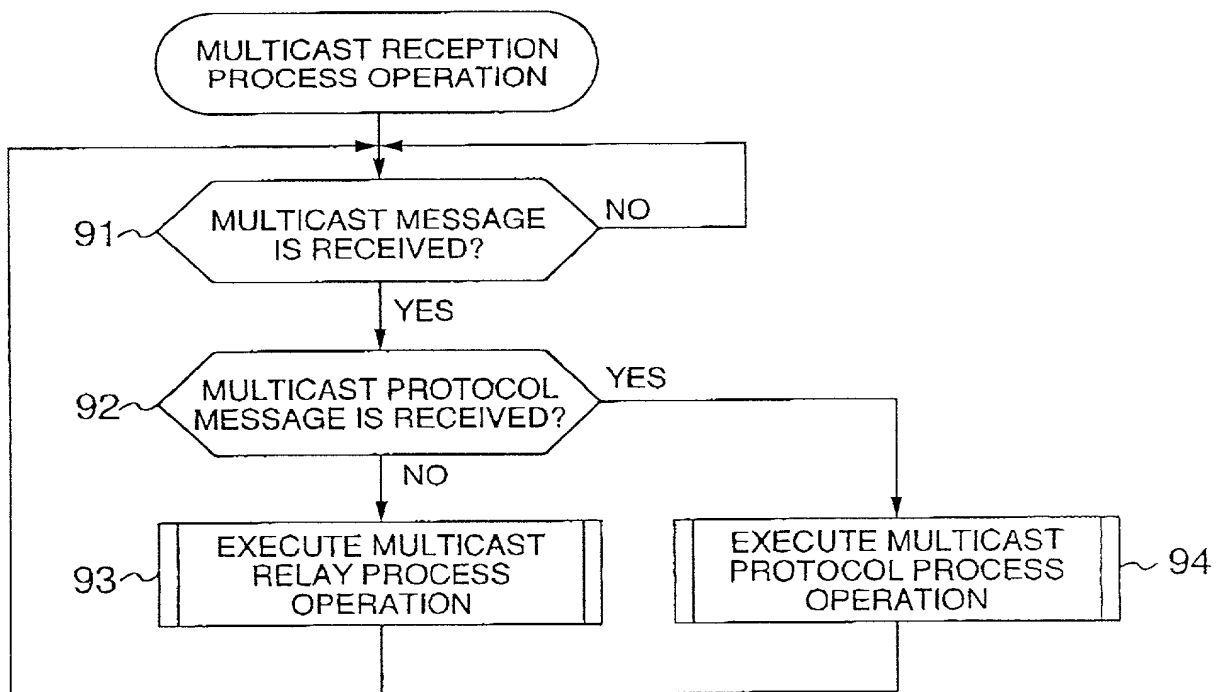 MULTICAST RECEPTION
PROCESS OPERATION
91
MULTICAST MESSAGE
IS RECEIVED?
NO
YES
92
MULTICAST PROTOCOL
MESSAGE IS RECEIVED?
YES
NO
93
EXECUTE MULTICAST
RELAY PROCESS
OPERATION
EXECUTE MULTICAST
PROTOCOL PROCESS
OPERATION
94